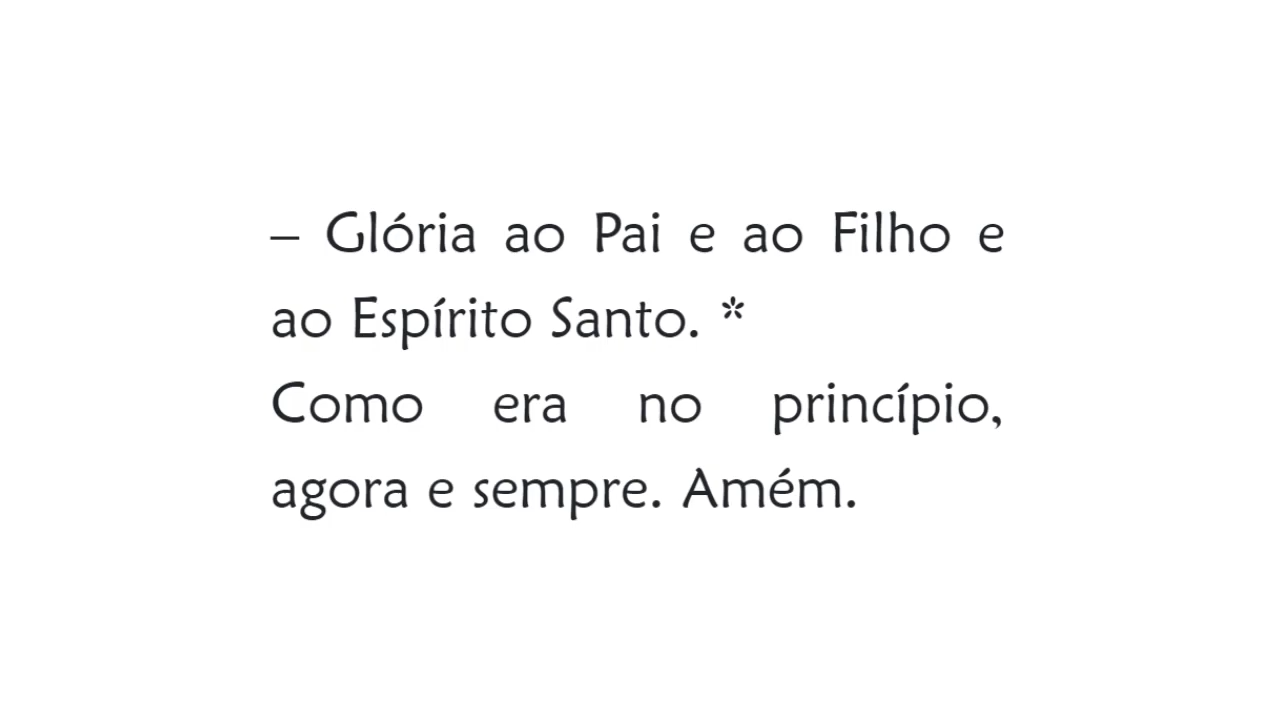 – Glória ao Pai e ao Filho e
ao Espírito Santo. *
Como era no princípio,
agora e sempre. Amém.